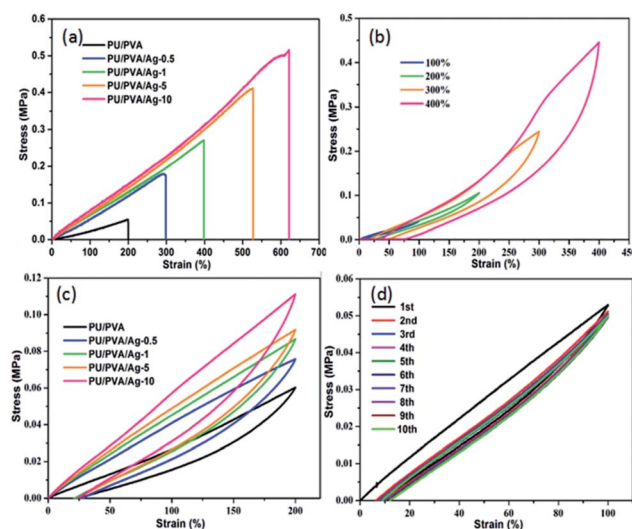 (a)
PU/PVA
PU/PVA/Ag-0.5
PU/PVA/Ag-1
PU/PVA/Ag-5
PU/PVA/Ag-10
Stress (MPa)
0.6
0.5
0.4
0.3
0.2
0.1
0.0
0 100 200 300 400 500 600 700
Strain (%)
(b)
100%
200%
300%
400%
Stress (MPa)
0.5
0.4
0.3
0.2
0.1
0.0
0 100 200 300 400 500
Strain (%)
(c)
PU/PVA
PU/PVA/Ag-0.5
PU/PVA/Ag-1
PU/PVA/Ag-5
PU/PVA/Ag-10
Stress (MPa)
0.12
0.10
0.08
0.06
0.04
0.02
0.00
0 50 100 150 200
Strain (%)
(d)
1st
2nd
3rd
4th
5th
6th
7th
8th
9th
10th
Stress (MPa)
0.06
0.05
0.04
0.03
0.02
0.01
0.00
0 20 40 60 80 100
Strain (%)